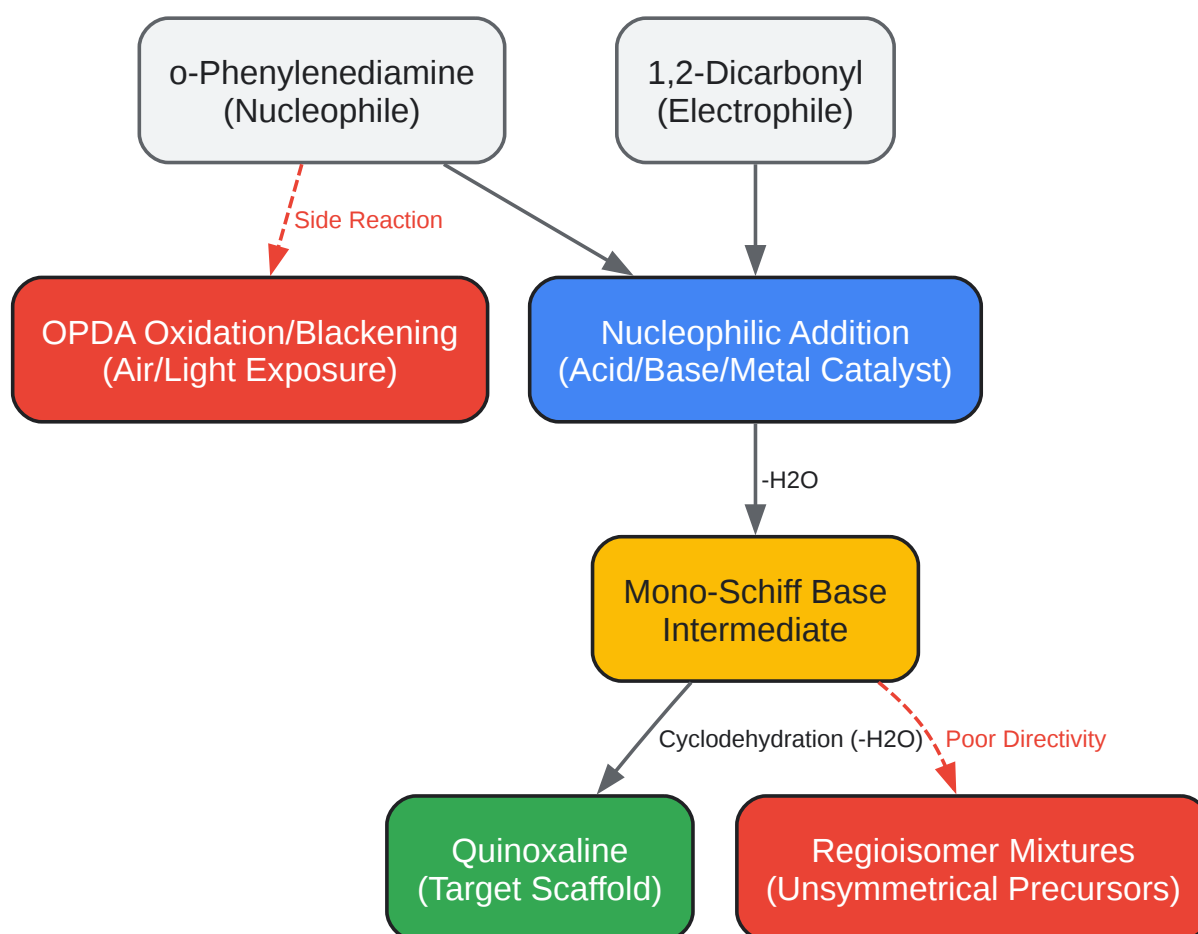 o-Phenylenediamine
(Nucleophile)
1,2-Dicarbonyl
(Electrophile)
Side Reaction
OPDA Oxidation/Blackening
(Air/Light Exposure)
Nucleophilic Addition
(Acid/Base/Metal Catalyst)
-H2O
Mono-Schiff Base
Intermediate
Cyclodehydration (-H2O)
Poor Directivity
Quinoxaline
(Target Scaffold)
Regioisomer Mixtures
(Unsymmetrical Precursors)